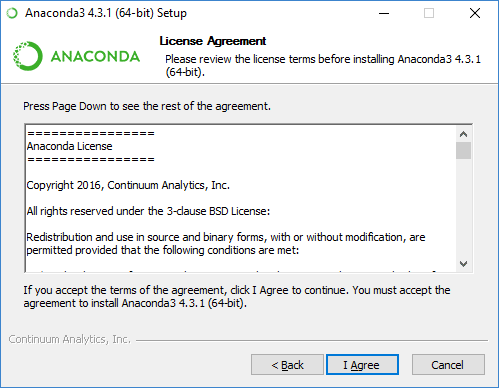 Anaconda3 4.3.1 (64-bit) Setup
ANACONDA
License Agreement
Please review the license terms before installing Anaconda3 4.3.1
(64-bit).
Press Page Down to see the rest of the agreement.
================
Anaconda License
================
Copyright 2016, Continuum Analytics, Inc.
All rights reserved under the 3-clause BSD License:
Redistribution and use in source and binary forms, with or without modification, are
permitted provided that the following conditions are met:
If you accept the terms of the agreement, click I Agree to continue. You must accept the
agreement to install Anaconda3 4.3.1 (64-bit).
Continuum Analytics, Inc.
< Back
I Agree
Cancel